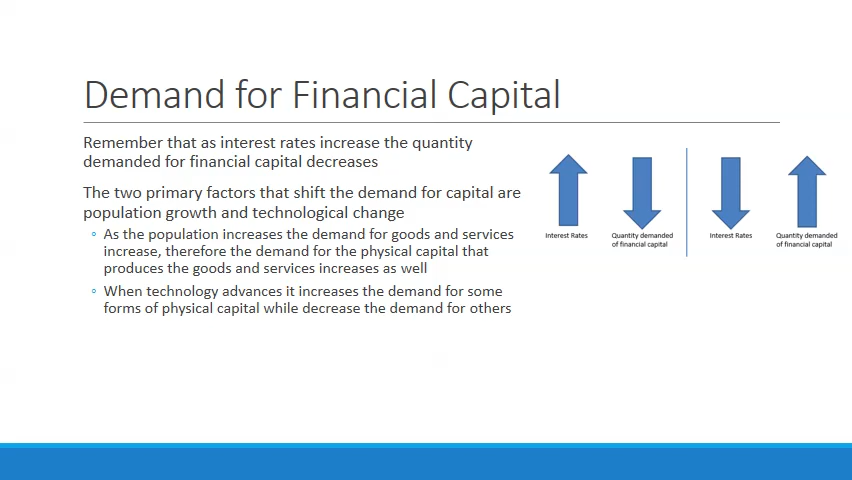 Demand for Financial Capital
Remember that as interest rates increase the quantity
demanded for financial capital decreases
The two primary factors that shift the demand for capital are
population growth and technological change
◦ As the population increases the demand for goods and services
increase, therefore the demand for the physical capital that
produces the goods and services increases as well
◦ When technology advances it increases the demand for some
forms of physical capital while decrease the demand for others
Interest Rates
Quantity demanded
of financial capital
Interest Rates
Quantity demanded
of financial capital